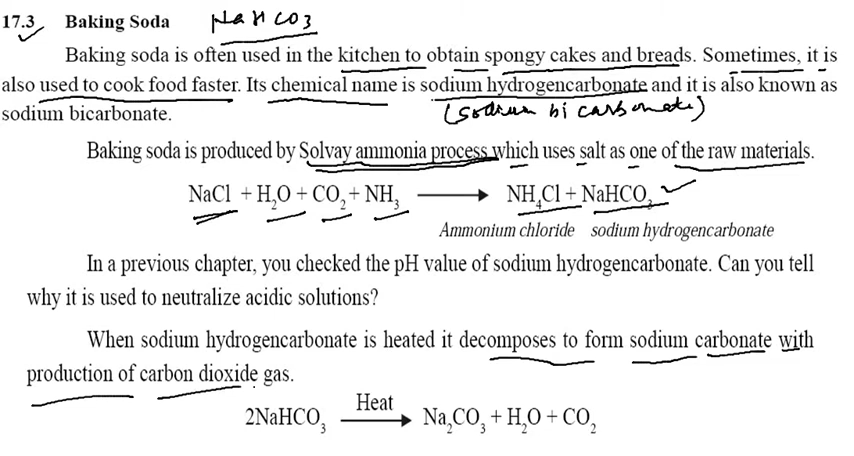 17.3 Baking Soda NaHCO3
Baking soda is often used in the kitchen to obtain spongy cakes and breads. Sometimes, it is
also used to cook food faster. Its chemical name is sodium hydrogencarbonate and it is also known as
sodium bicarbonate. (sodium bi carbonate)
Baking soda is produced by Solvay ammonia process which uses salt as one of the raw materials.
NaCl + H₂O + CO₂ + NH₃ ⟶ NH₄Cl + NaHCO₃
Ammonium chloride sodium hydrogencarbonate
In a previous chapter, you checked the pH value of sodium hydrogencarbonate. Can you tell
why it is used to neutralize acidic solutions?
When sodium hydrogencarbonate is heated it decomposes to form sodium carbonate with
production of carbon dioxide gas.
2NaHCO₃ Heat ⟶ Na₂CO₃ + H₂O + CO₂